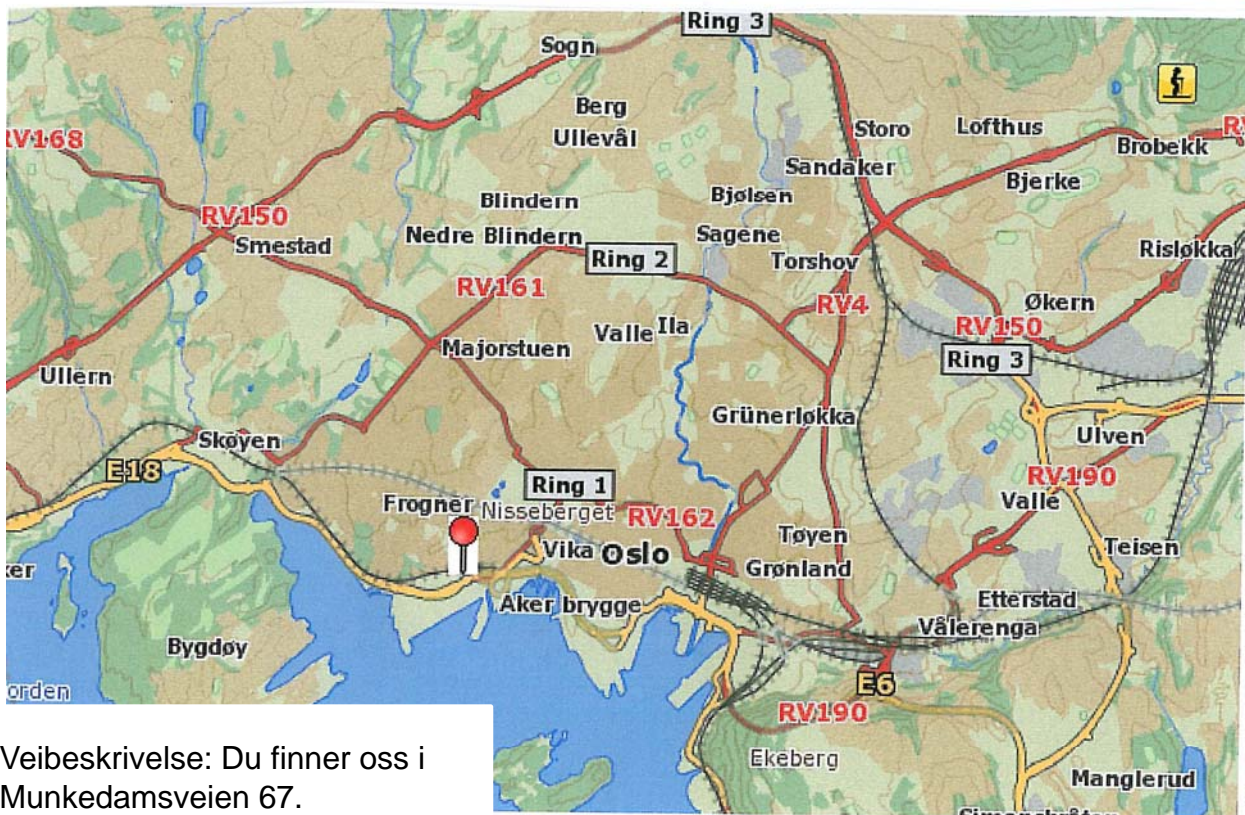 Ring 3
Sogn
Berg
Ullevål
Storo
Lofthus
Brobekk
RV168
Sandaker
Bjerke
Blindern
Bjølsen
RV150
Smestad
Nedre Blindern
Sagene
Ring 2
Torshov
Risløkka
RV161
RV4
Økern
Valle
Ila
RV150
Majorstuen
Ring 3
Ullern
Grünerløkka
Skøyen
Ulven
E18
RV190
Ring 1
Valle
Frogner
Nisseberget
RV162
Tøyen
Vika
Oslo
Teisen
Grønland
Etterstad
Aker brygge
Vålerenga
Bygdøy
E6
RV190
Ekeberg
Manglerud
Veibeskrivelse: Du finner oss i
Munkedamsveien 67.